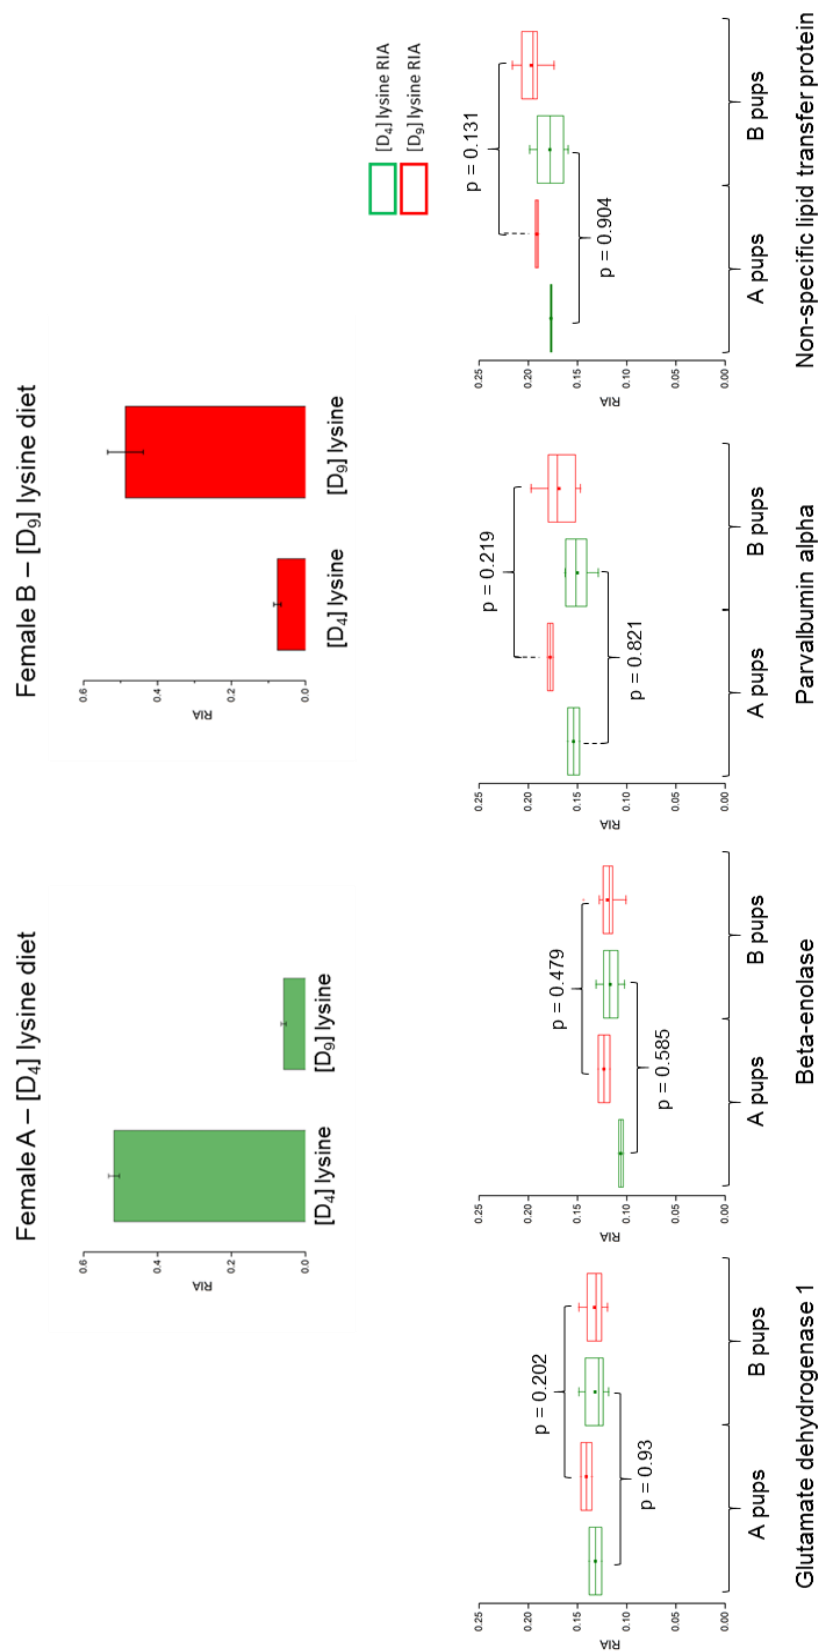 Female A – [D4] lysine diet
Female B – [D9] lysine diet
0.6
0.4
0.2
0.0
RIA
[D4] lysine
[D9] lysine
0.6
0.4
0.2
0.0
RIA
[D4] lysine
[D9] lysine
[D4] lysine RIA
[D9] lysine RIA
0.25
0.20
0.15
0.10
0.05
0.00
RIA
p = 0.202
p = 0.93
A pups
B pups
Glutamate dehydrogenase 1
0.25
0.20
0.15
0.10
0.05
0.00
RIA
p = 0.479
p = 0.585
A pups
B pups
Beta-enolase
0.25
0.20
0.15
0.10
0.05
0.00
RIA
p = 0.219
p = 0.821
A pups
B pups
Parvalbumin alpha
0.25
0.20
0.15
0.10
0.05
0.00
RIA
p = 0.131
p = 0.904
A pups
B pups
Non-specific lipid transfer protein